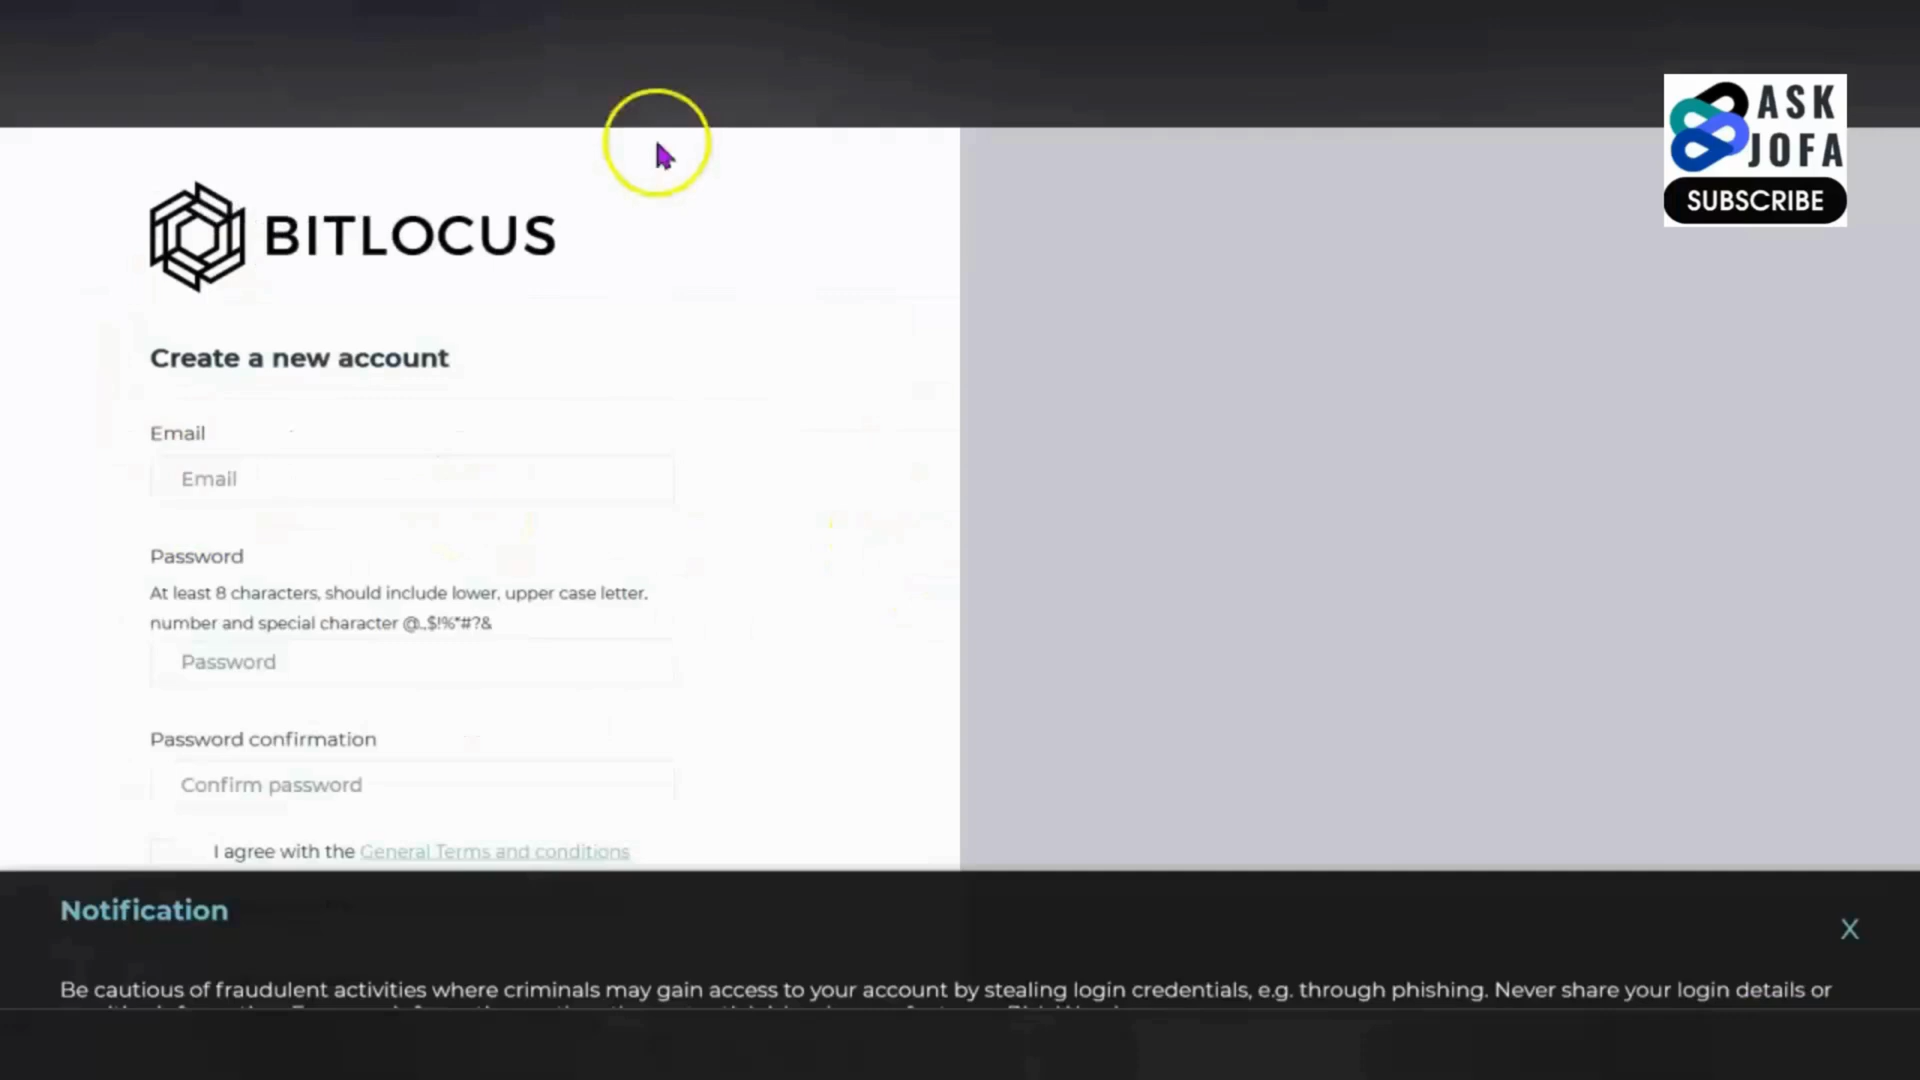 ASK
JOFA
SUBSCRIBE
BITLOCUS
Create a new account
Email
Email
Password
At least 8 characters, should include lower, upper case letter,
number and special character @.,$!%*#?&
Password
Password confirmation
Confirm password
I agree with the General Terms and conditions
Notification
X
Be cautious of fraudulent activities where criminals may gain access to your account by stealing login credentials, e.g. through phishing. Never share your login details or